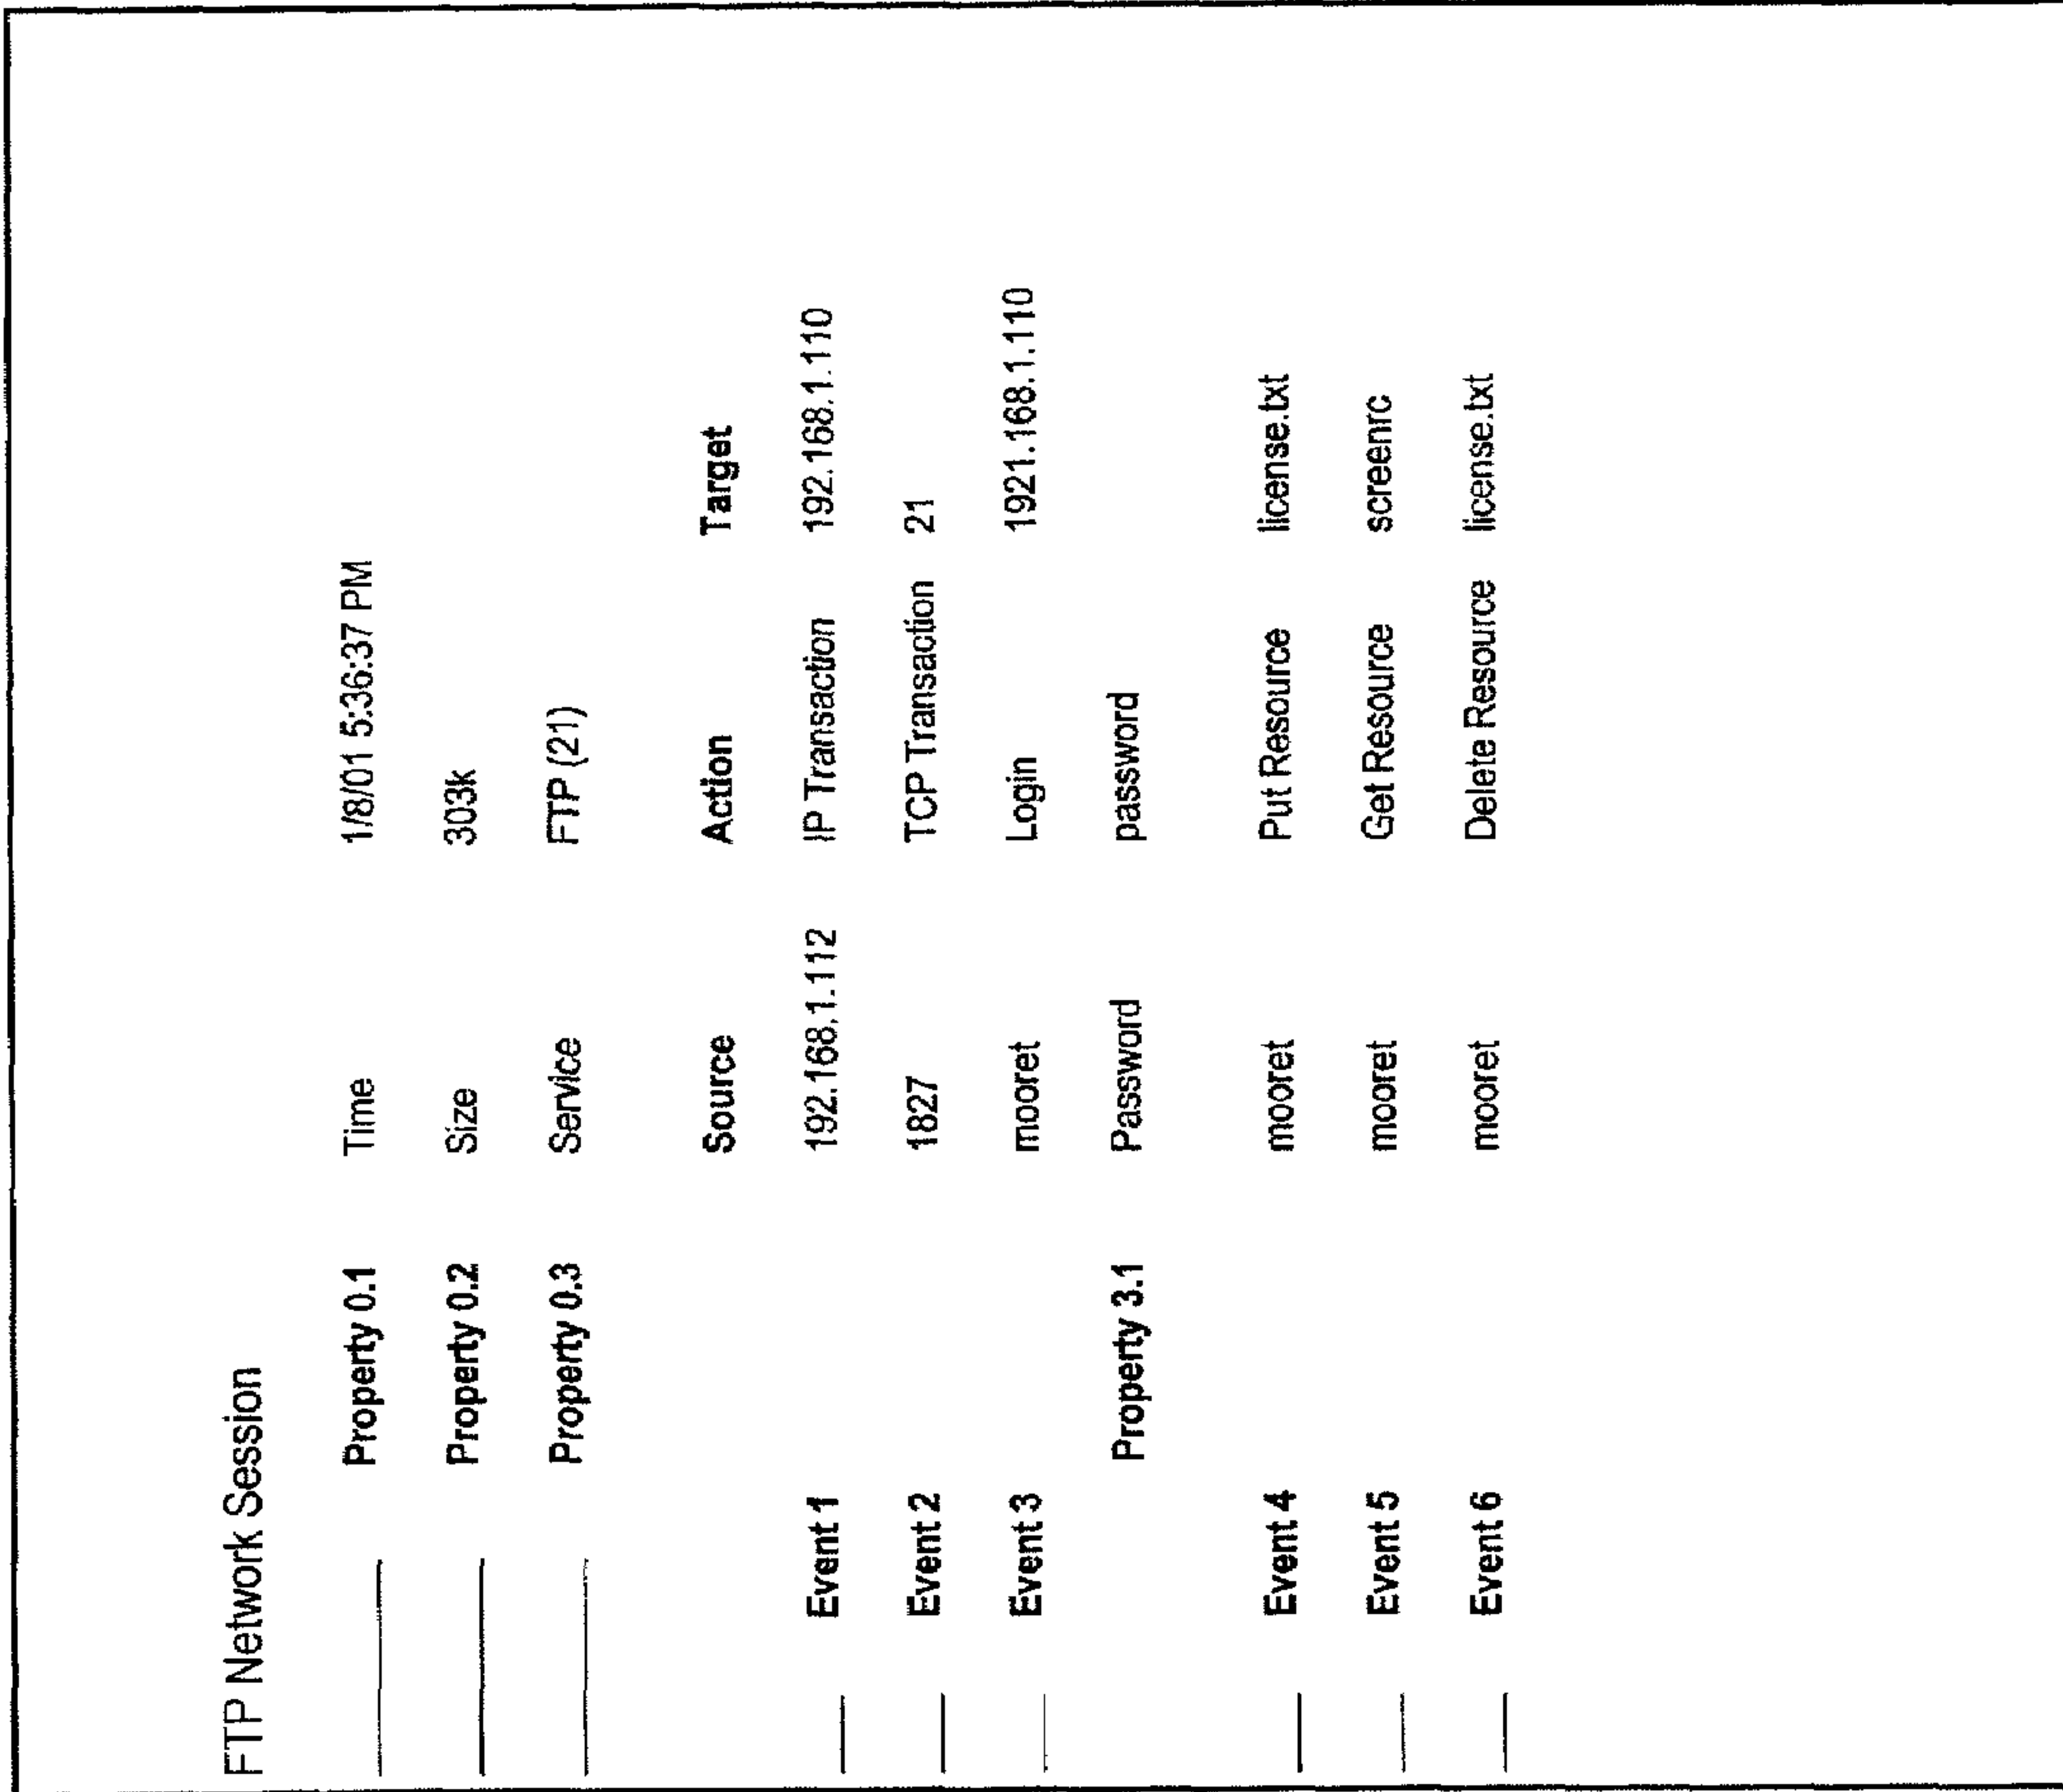 FTP Network Session
Property 0.1 Time 1/8/01 5:36:37 PM
Property 0.2 Size 303k
Property 0.3 Service FTP (21)
Source Action Target
Event 1 192.168.1.112 IP Transaction 192.168.1.110
Event 2 1827 TCP Transaction 21
Event 3 mooret Login 1921.168.1.110
Property 3.1 Password password
Event 4 mooret Put Resource license.txt
Event 5 mooret Get Resource screenrc
Event 6 mooret Delete Resource license.txt